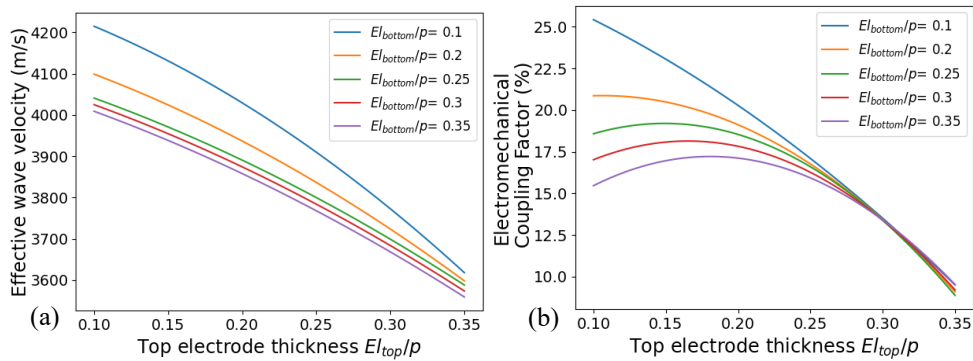 Effective wave velocity (m/s)
4200
4100
4000
3900
3800
3700
3600
El_bottom/p= 0.1
El_bottom/p= 0.2
El_bottom/p= 0.25
El_bottom/p= 0.3
El_bottom/p= 0.35
0.10 0.15 0.20 0.25 0.30 0.35
Top electrode thickness El_top/p
(a)
Electromechanical
Coupling Factor (%)
25.0
22.5
20.0
17.5
15.0
12.5
10.0
El_bottom/p= 0.1
El_bottom/p= 0.2
El_bottom/p= 0.25
El_bottom/p= 0.3
El_bottom/p= 0.35
0.10 0.15 0.20 0.25 0.30 0.35
Top electrode thickness El_top/p
(b)